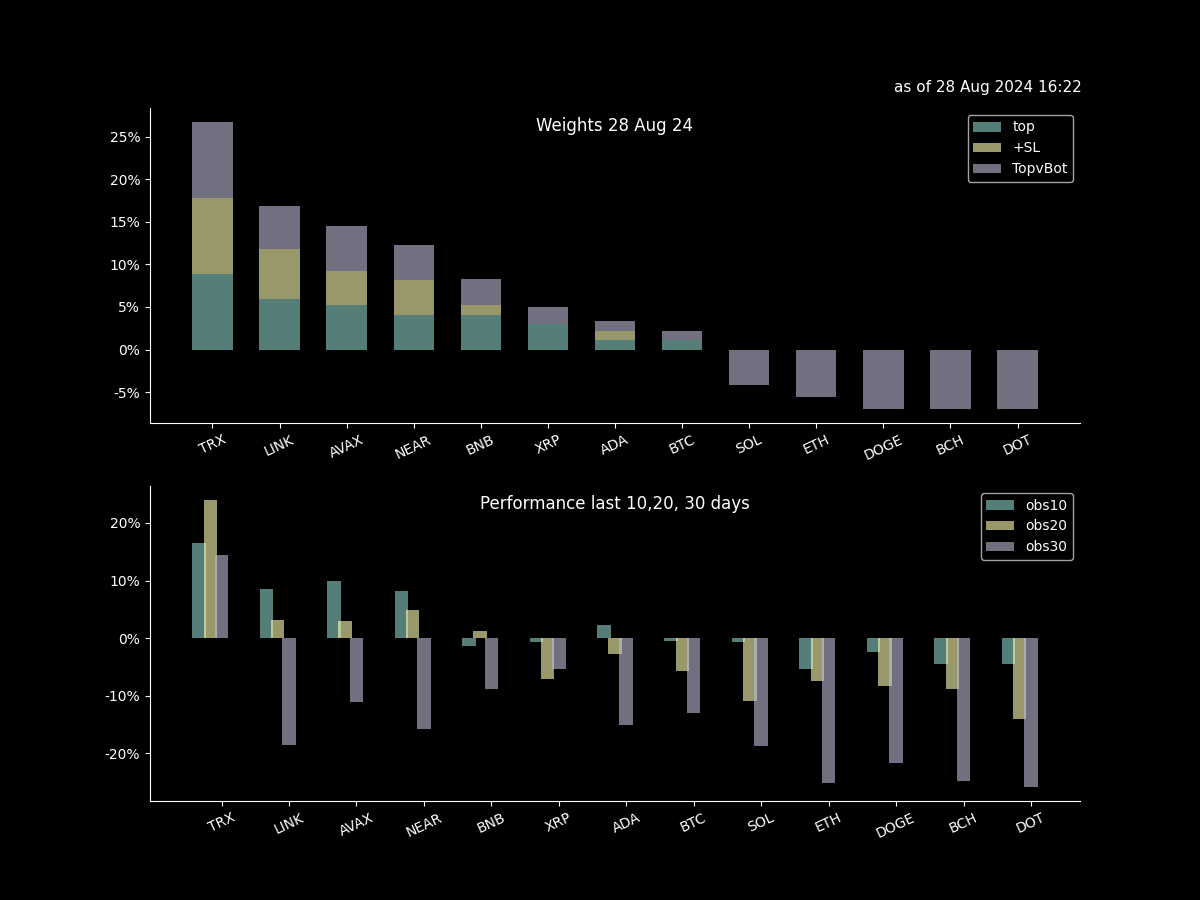 as of 28 Aug 2024 16:22
Weights 28 Aug 24
top
+SL
TopvBot
25%
20%
15%
10%
5%
0%
-5%
TRX LINK AVAX NEAR BNB XRP ADA BTC SOL ETH DOGE BCH DOT
Performance last 10,20, 30 days
obs10
obs20
obs30
20%
10%
0%
-10%
-20%
TRX LINK AVAX NEAR BNB XRP ADA BTC SOL ETH DOGE BCH DOT